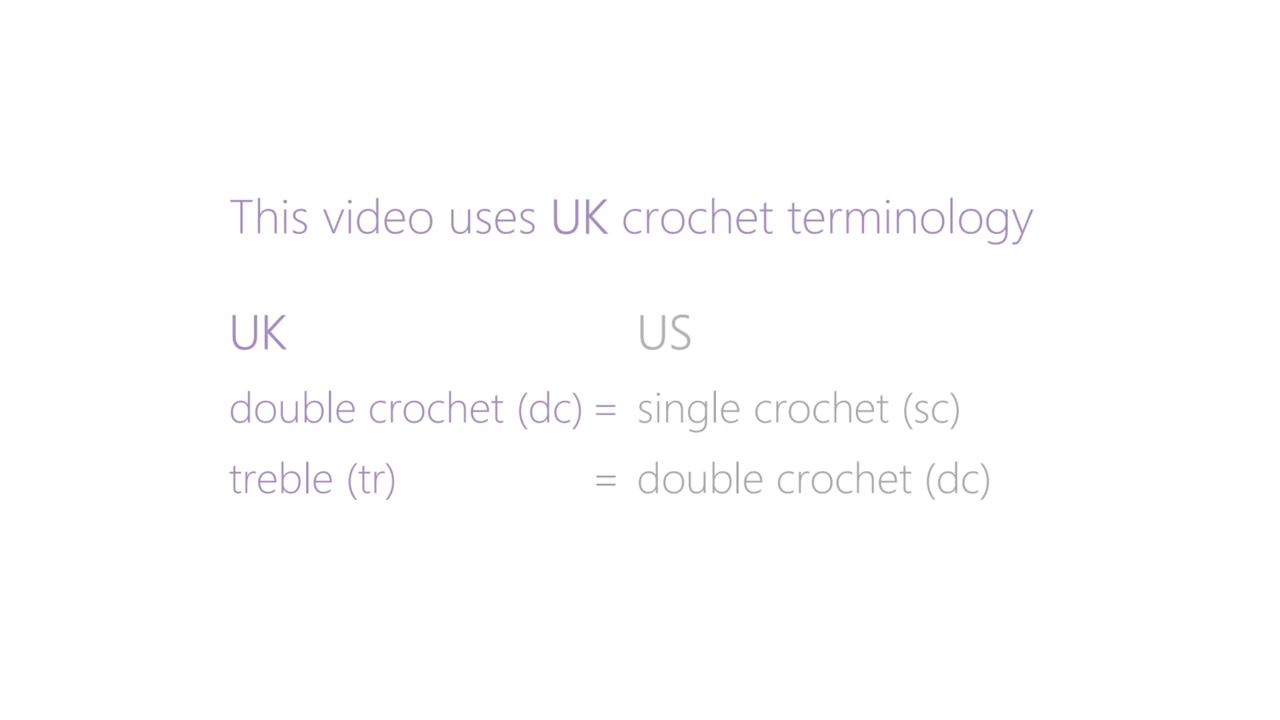 This video uses UK crochet terminology
UK US
double crochet (dc) = single crochet (sc)
treble (tr) = double crochet (dc)